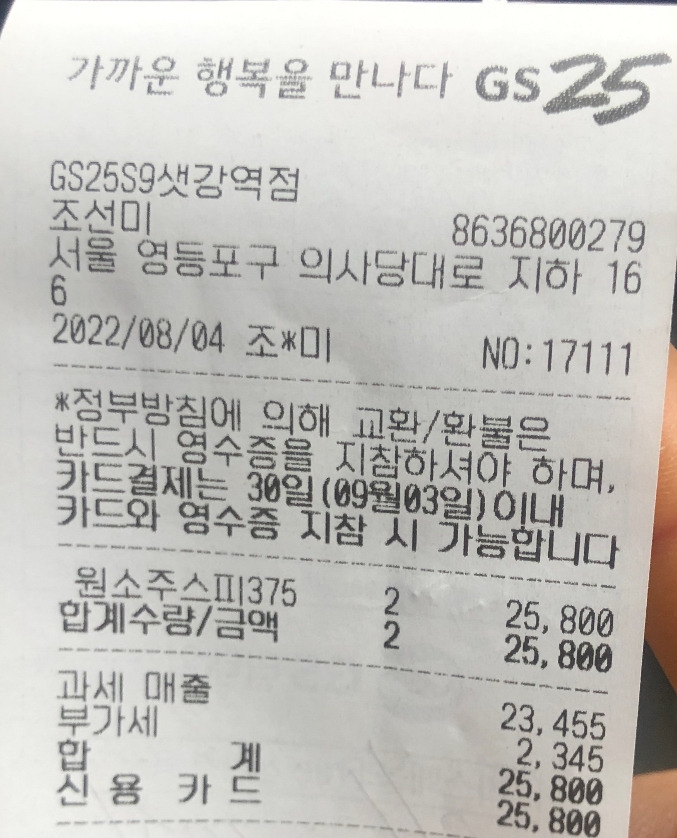 가까운 행복을 만나다 GS25
GS25S9샛강역점
조선미 8636800279
서울 영등포구 의사당대로 지하 16
6
2022/08/04 조*미 NO:17111
*정부방침에 의해 교환/환불은
반드시 영수증을 지참하셔야 하며,
카드결제는 30일(09월03일)이내
카드와 영수증 지참 시 가능합니다
원소주스피375 2 25,800
합계수량/금액 2 25,800
과세 매출 23,455
부가세 2,345
합 계 25,800
신 용 카 드 25,800